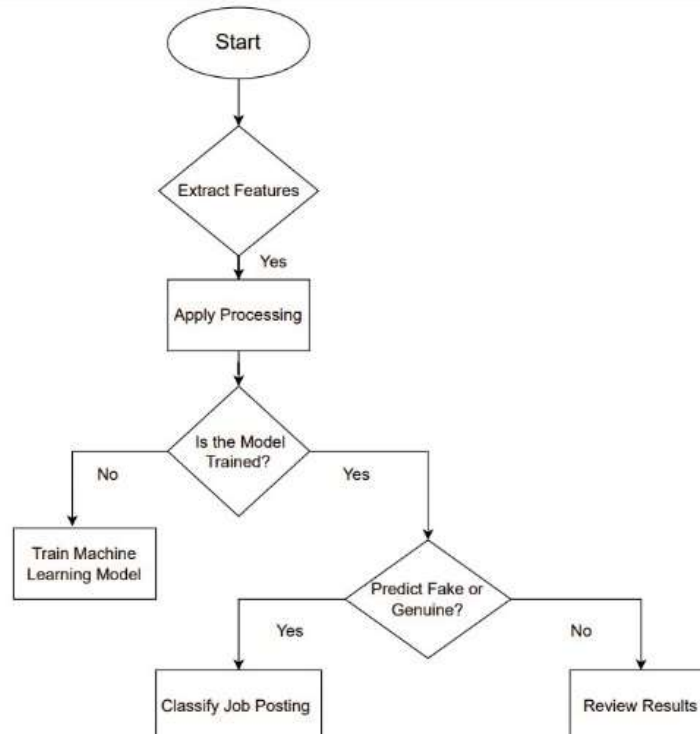 Start
Extract Features
Yes
Apply Processing
Is the Model
Trained?
No
Yes
Train Machine
Learning Model
Predict Fake or
Genuine?
Yes
No
Classify Job Posting
Review Results